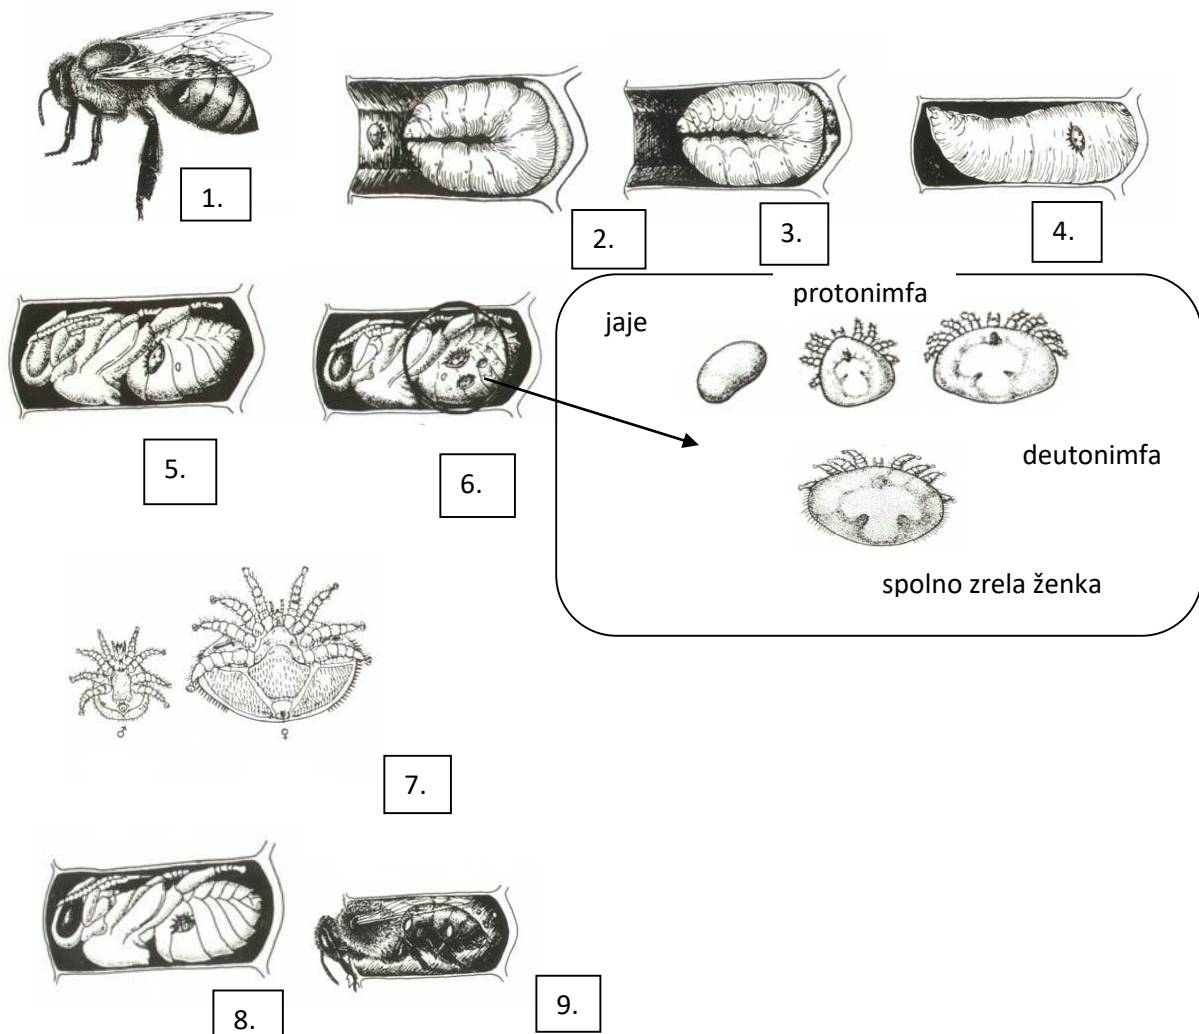 1.
2.
3.
4.
5.
6.
jaje
protonimfa
deutonimfa
spolno zrela ženka
♂
♀
7.
8.
9.